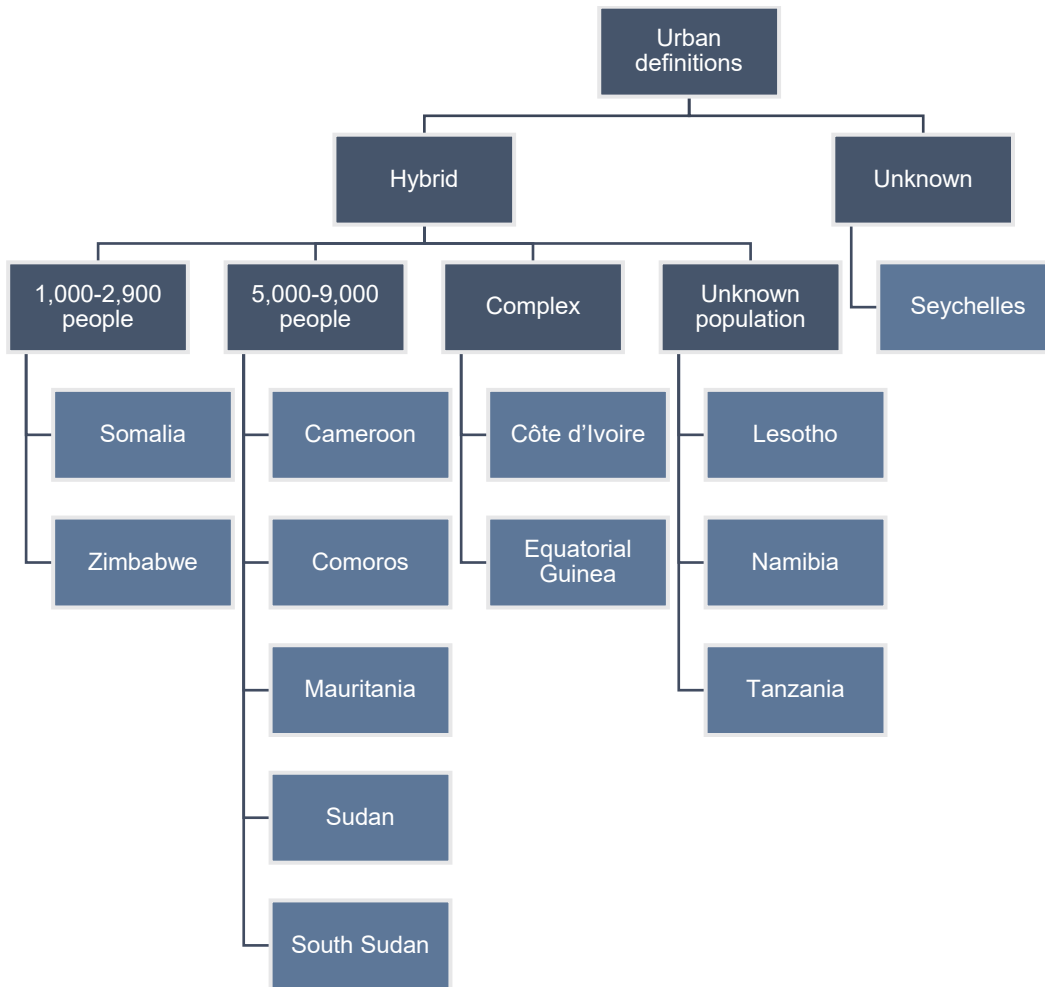 Urban
definitions
Hybrid
Unknown
1,000-2,900
people
5,000-9,000
people
Complex
Unknown
population
Seychelles
Somalia
Cameroon
Côte d’Ivoire
Lesotho
Zimbabwe
Comoros
Equatorial
Guinea
Namibia
Mauritania
Tanzania
Sudan
South Sudan